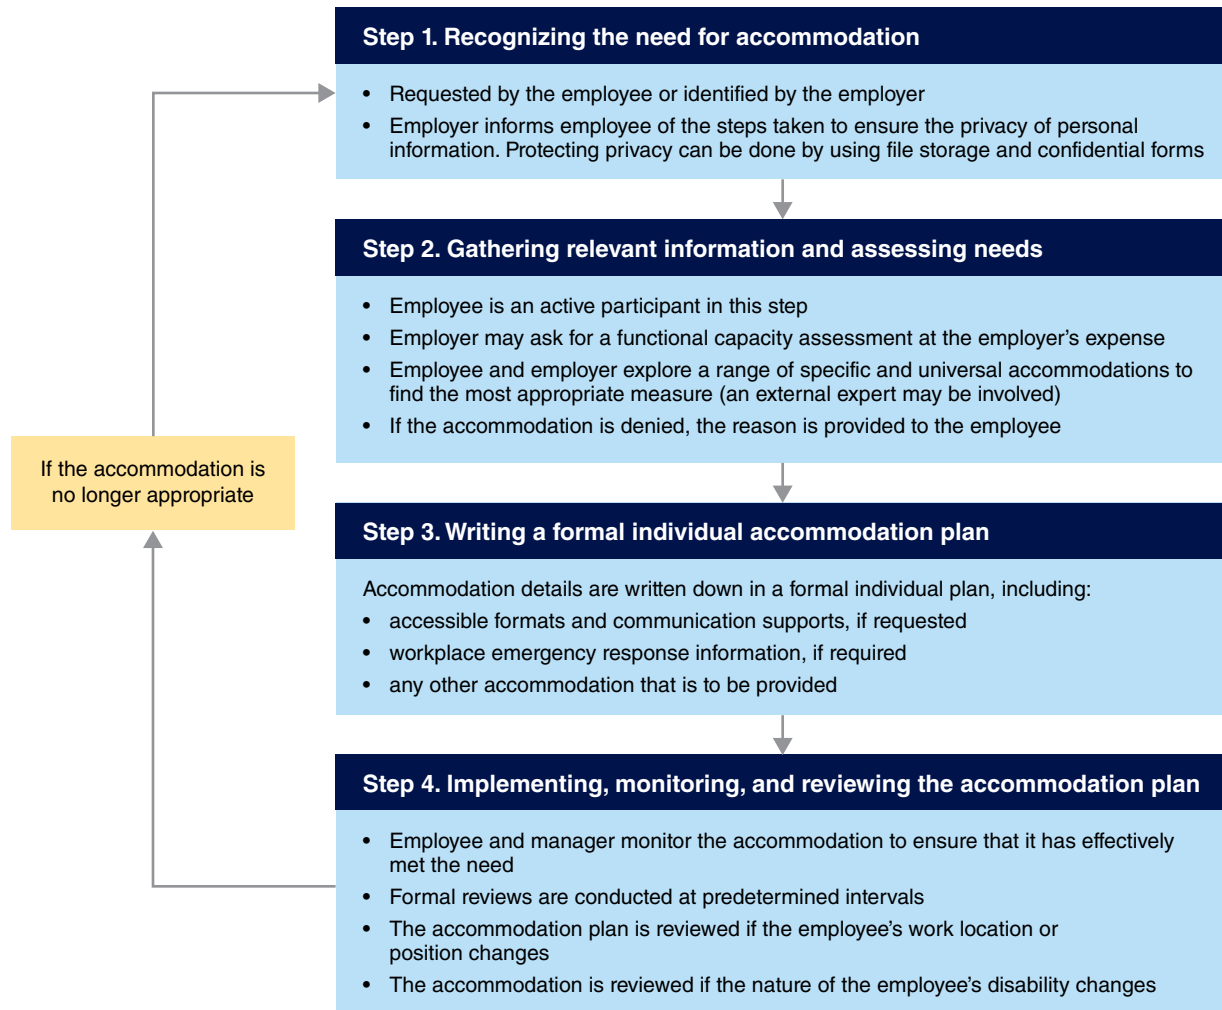 Step 1. Recognizing the need for accommodation
• Requested by the employee or identified by the employer
• Employer informs employee of the steps taken to ensure the privacy of personal
information. Protecting privacy can be done by using file storage and confidential forms
Step 2. Gathering relevant information and assessing needs
• Employee is an active participant in this step
• Employer may ask for a functional capacity assessment at the employer’s expense
• Employee and employer explore a range of specific and universal accommodations to
find the most appropriate measure (an external expert may be involved)
• If the accommodation is denied, the reason is provided to the employee
If the accommodation is
no longer appropriate
Step 3. Writing a formal individual accommodation plan
Accommodation details are written down in a formal individual plan, including:
• accessible formats and communication supports, if requested
• workplace emergency response information, if required
• any other accommodation that is to be provided
Step 4. Implementing, monitoring, and reviewing the accommodation plan
• Employee and manager monitor the accommodation to ensure that it has effectively
met the need
• Formal reviews are conducted at predetermined intervals
• The accommodation plan is reviewed if the employee’s work location or
position changes
• The accommodation is reviewed if the nature of the employee’s disability changes